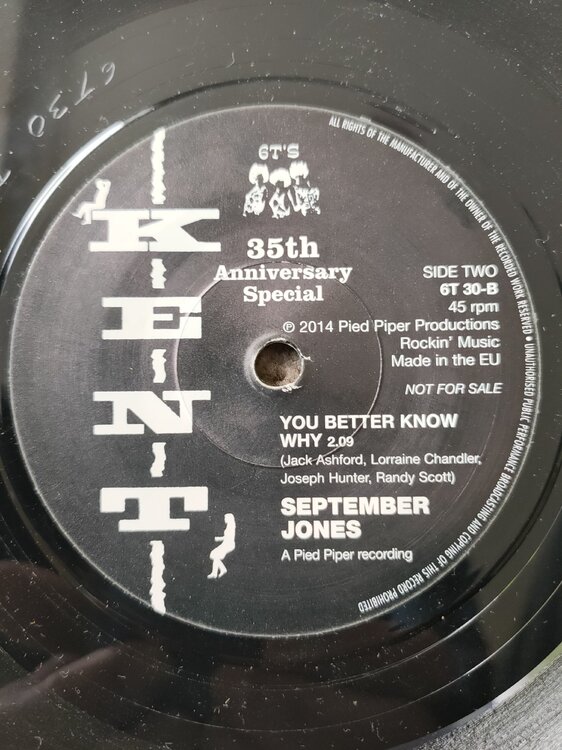 6T30
6T'S
35th
Anniversary
Special
KENT
SIDE TWO
6T 30-B
45 rpm
℗ 2014 Pied Piper Productions
Rockin' Music
Made in the EU
NOT FOR SALE
YOU BETTER KNOW
WHY 2.09
(Jack Ashford, Lorraine Chandler,
Joseph Hunter, Randy Scott)
SEPTEMBER
JONES
A Pied Piper recording
ALL RIGHTS OF THE MANUFACTURER AND OF THE OWNER OF THE RECORDED WORK RESERVED • UNAUTHORISED PUBLIC PERFORMANCE BROADCASTING AND COPYING OF THIS RECORD PROHIBITED